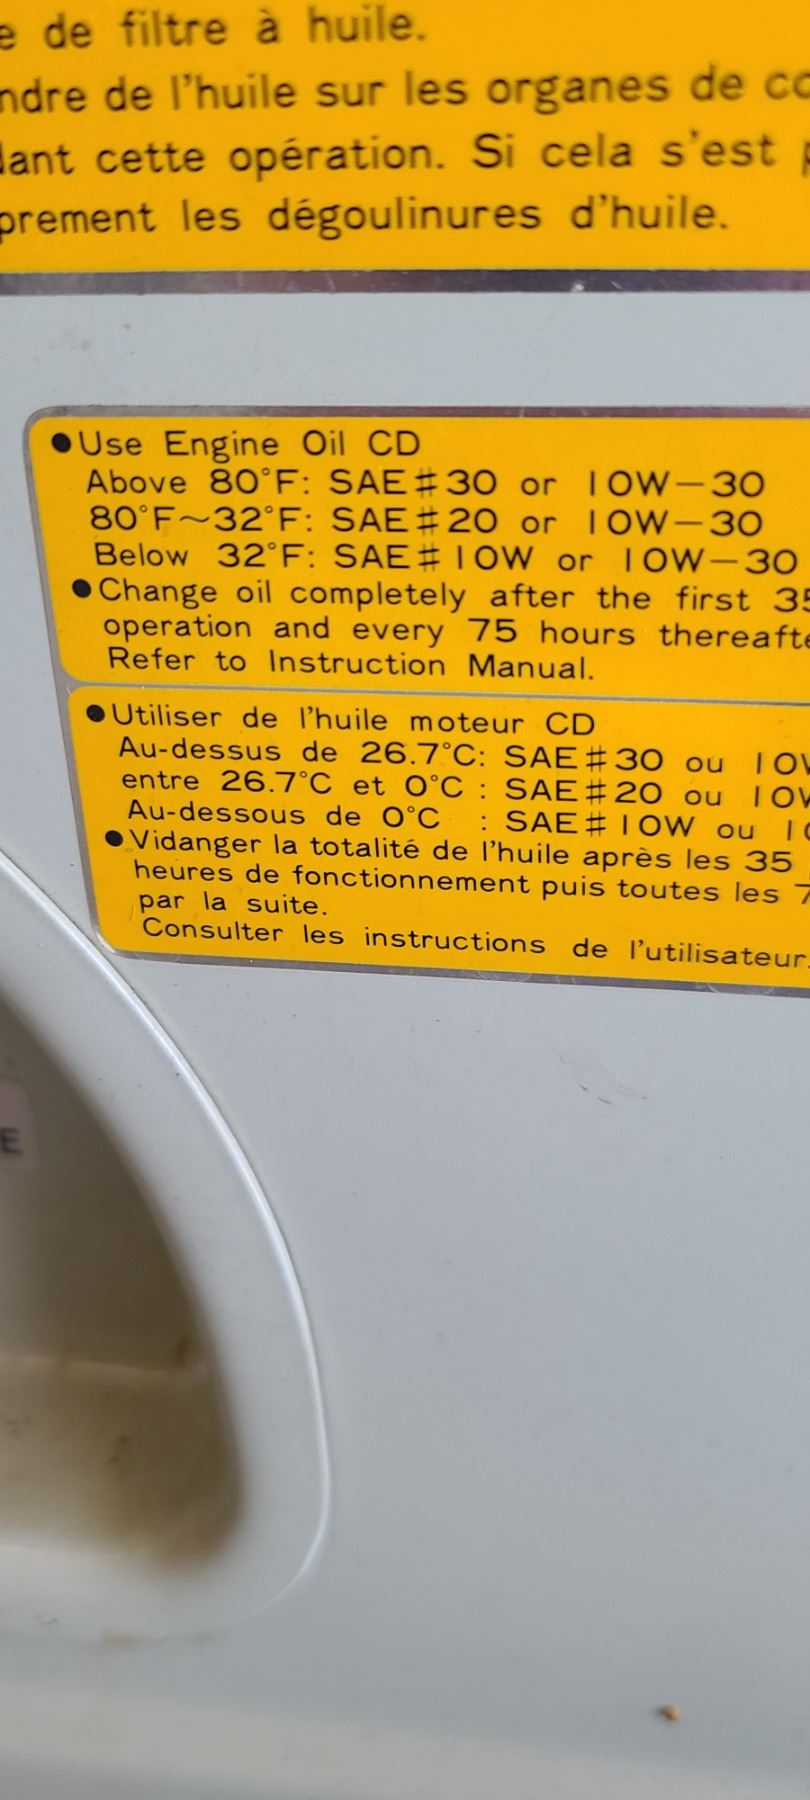 de filtre à huile.
de l'huile sur les organes de
cette opération. Si cela s'est
les dégoulinures d'huile.
●Use Engine Oil CD
Above 80°F: SAE#30 or 10W-30
80°F~32°F: SAE#20 or 10W-30
Below 32°F: SAE#10W or 10W-30
●Change oil completely after the first 35
operation and every 75 hours
Refer to Instruction Manual.
●Utiliser de l'huile moteur CD
Au-dessus de 26.7°C: SAE#30 ou
entre 26.7°C et 0°C : SAE#20 ou
Au-dessous de 0°C : SAE#10W ou
●Vidanger la totalité de l'huile après les 35
heures de fonctionnement puis toutes les
par la suite.
Consulter les instructions de l'utilisateur.